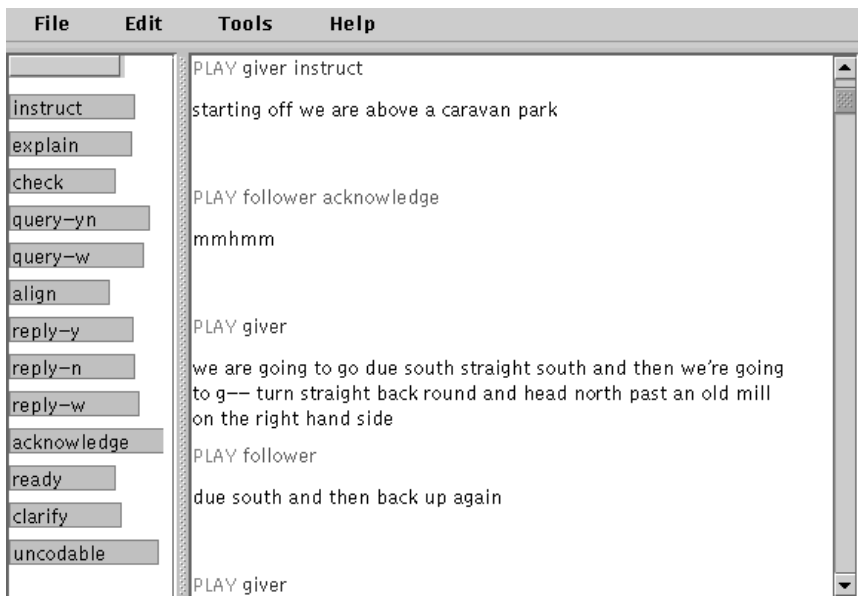 File Edit Tools Help
instruct
explain
check
query-yn
query-w
align
reply-y
reply-n
reply-w
acknowledge
ready
clarify
uncodable
PLAY giver instruct
starting off we are above a caravan park
PLAY follower acknowledge
mmhmm
PLAY giver
we are going to go due south straight south and then we're going
to g-- turn straight back round and head north past an old mill
on the right hand side
PLAY follower
due south and then back up again
PLAY giver